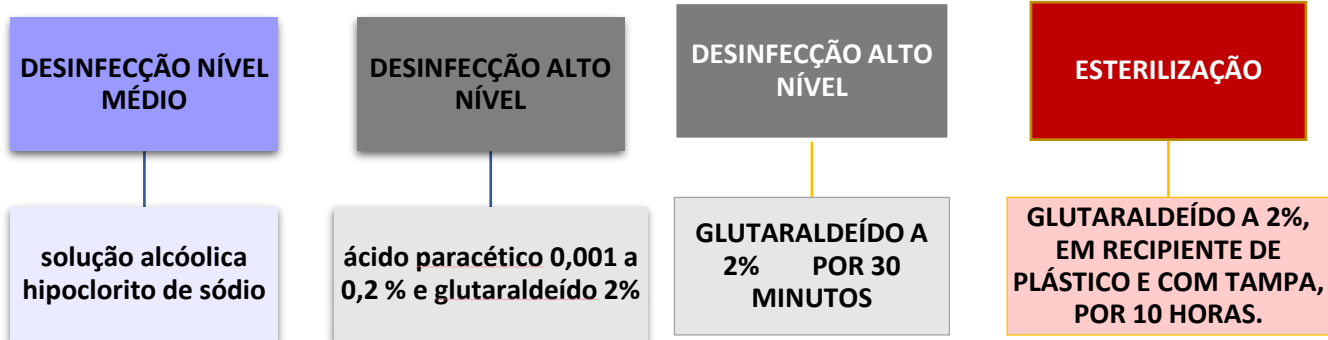 DESINFECÇÃO NÍVEL
MÉDIO
solução alcóolica
hipoclorito de sódio
DESINFECÇÃO ALTO
NÍVEL
ácido paracético 0,001 a
0,2 % e glutaraldeído 2%
DESINFECÇÃO ALTO
NÍVEL
GLUTARALDEÍDO A
2% POR 30
MINUTOS
ESTERILIZAÇÃO
GLUTARALDEÍDO A 2%,
EM RECIPIENTE DE
PLÁSTICO E COM TAMPA,
POR 10 HORAS.